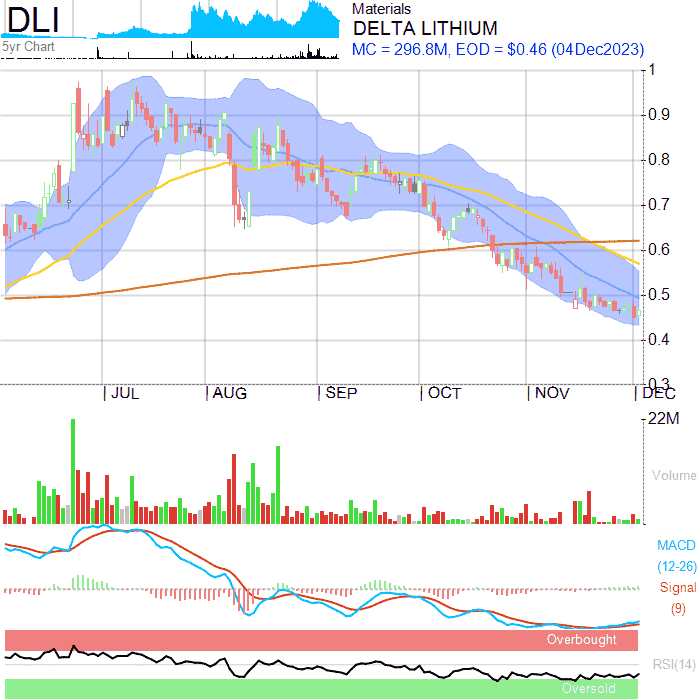 DLI
5yr Chart
Materials
DELTA LITHIUM
MC = 296.8M, EOD = $0.46 (04Dec2023)
1
0.9
0.8
0.7
0.6
0.5
0.4
0.3
JUL AUG SEP OCT NOV DEC
22M
Volume
MACD
(12-26)
Signal
(9)
Overbought
RSI(14)
Oversold